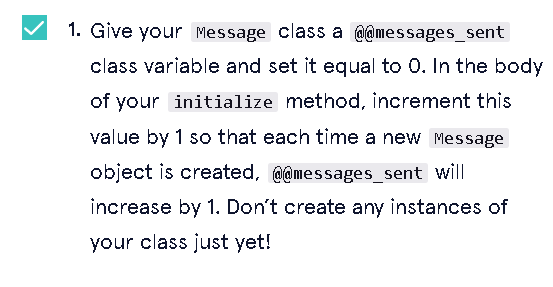 1. Give your Message class a @@messages_sent
class variable and set it equal to 0. In the body
of your initialize method, increment this
value by 1 so that each time a new Message
object is created, @@messages_sent will
increase by 1. Don’t create any instances of
your class just yet!